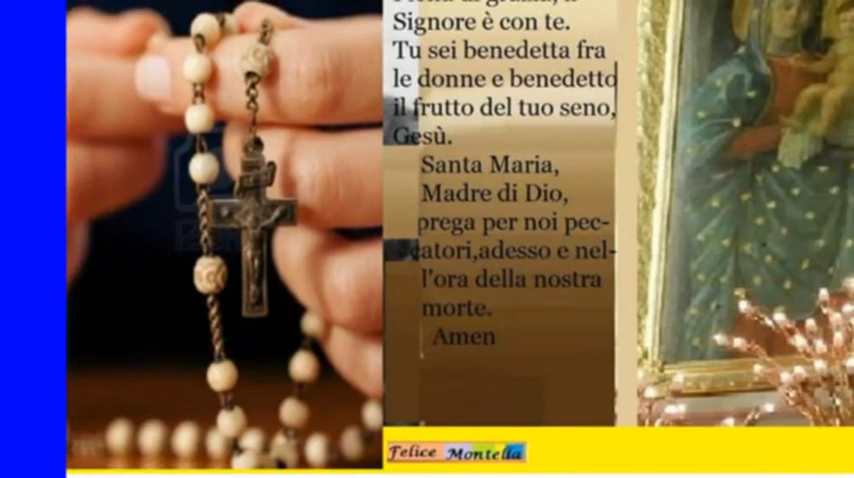 Signore è con te.
Tu sei benedetta fra
le donne e benedetto
il frutto del tuo seno,
Gesù.
Santa Maria,
Madre di Dio,
prega per noi pec-
catori,adesso e nel-
l'ora della nostra
morte.
Amen
Felice Montella